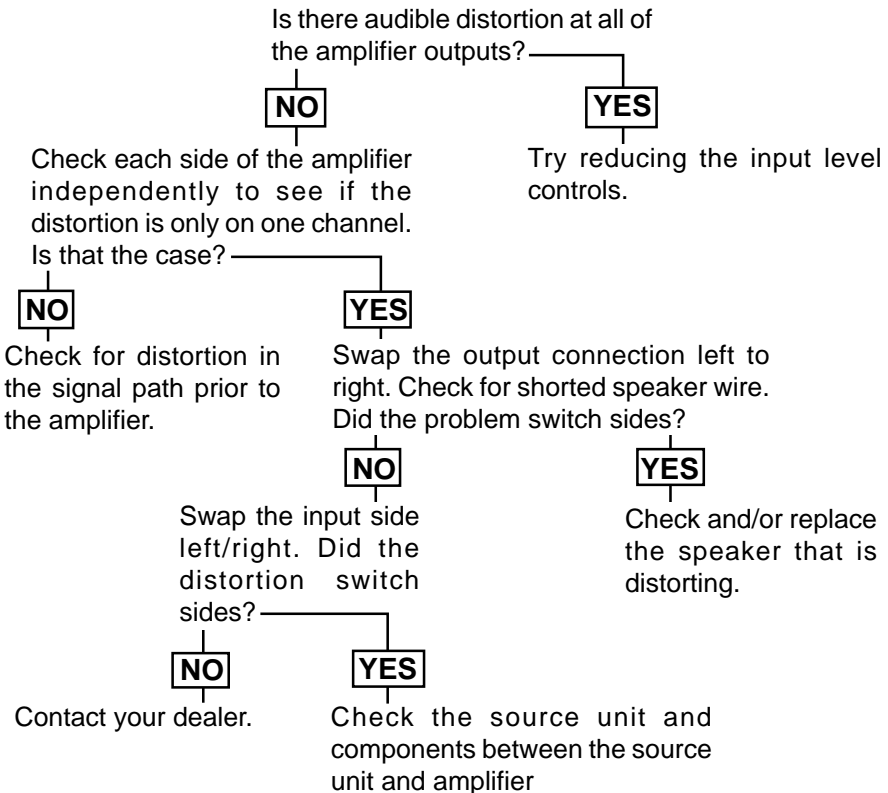 Is there audible distortion at all of
the amplifier outputs?
NO
YES
Check each side of the amplifier
independently to see if the
distortion is only on one channel.
Is that the case?
Try reducing the input level
controls.
NO
YES
Check for distortion in
the signal path prior to
the amplifier.
Swap the output connection left to
right. Check for shorted speaker wire.
Did the problem switch sides?
NO
YES
Swap the input side
left/right. Did the
distortion switch
sides?
Check and/or replace
the speaker that is
distorting.
NO
YES
Contact your dealer.
Check the source unit and
components between the source
unit and amplifier